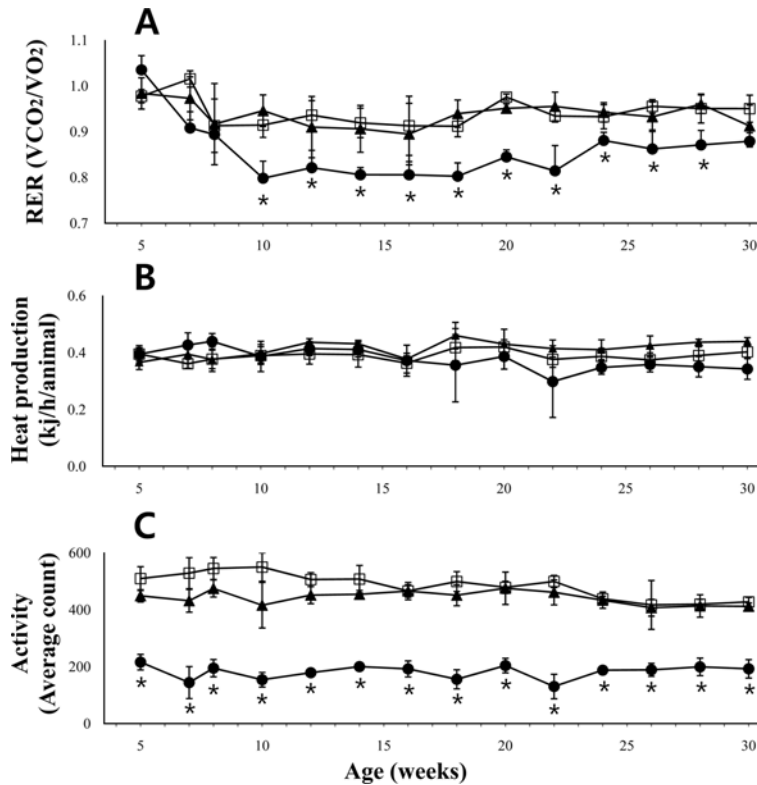 A
RER (VCO2/VO2)
1.1
1.0
0.9
0.8
0.7
* * * * * * * * * *
5 10 15 20 25 30
B
Heat production
(kj/h/animal)
0.6
0.4
0.2
0.0
5 10 15 20 25 30
C
Activity
(Average count)
600
400
200
0
* * * * * * * * * * * * * * *
5 10 15 20 25 30
Age (weeks)